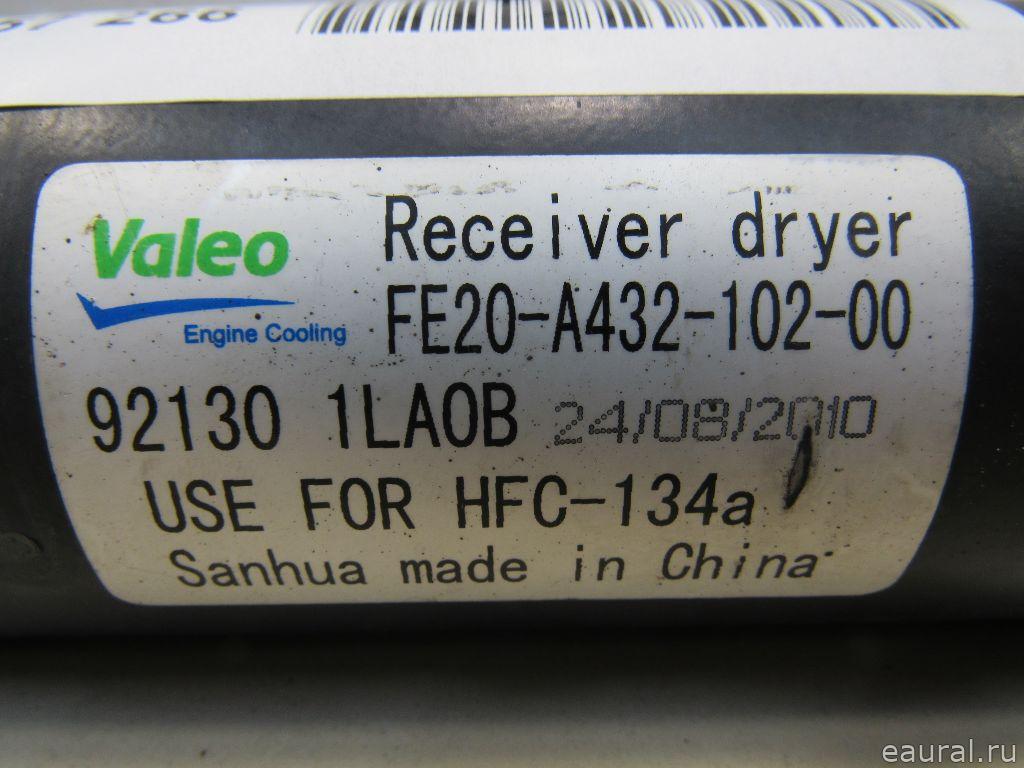 266
Valeo
Engine Cooling
Receiver dryer
FE20-A432-102-00
92130 1LA0B 24/08/2010
USE FOR HFC-134a
Sanhua made in China
eaural.ru